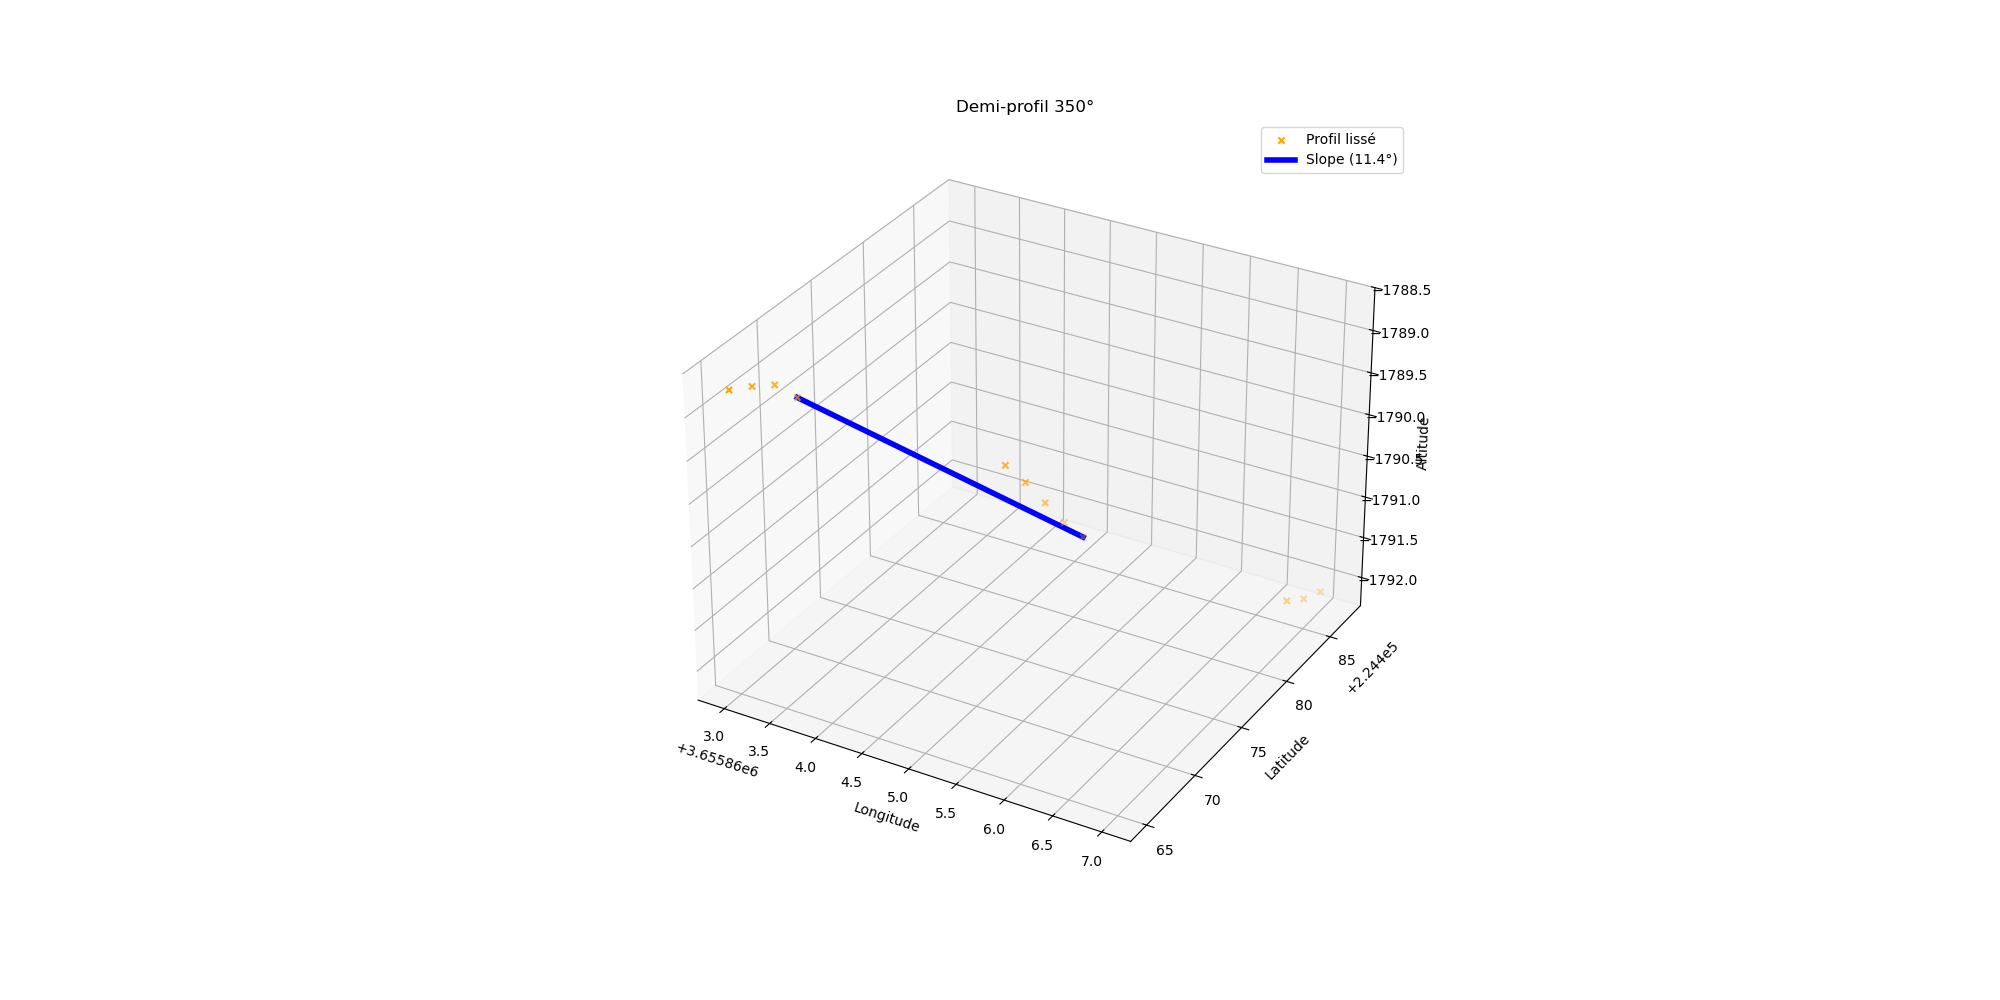 Demi-profil 350°
Profil lissé
Slope (11.4°)
−1788.5
−1789.0
−1789.5
−1790.0
−1790.5
−1791.0
−1791.5
−1792.0
Altitude
85
80
75
70
65
+2.244e5
Latitude
3.0
3.5
4.0
4.5
5.0
5.5
6.0
6.5
7.0
+3.65586e6
Longitude